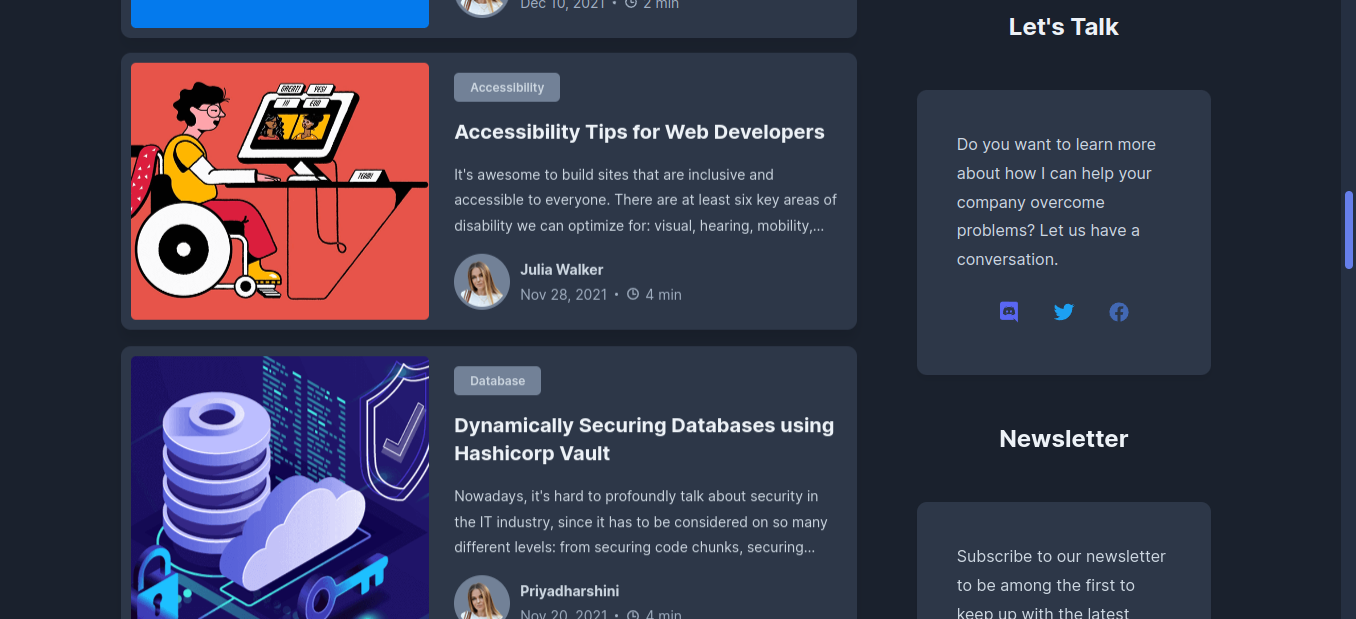 Dec 10, 2021 • 2 min
Accessibility
GREAT! YES!
EOD
TEAM!
Accessibility Tips for Web Developers
It's awesome to build sites that are inclusive and
accessible to everyone. There are at least six key areas of
disability we can optimize for: visual, hearing, mobility,...
Julia Walker
Nov 28, 2021 • 4 min
Database
Dynamically Securing Databases using
Hashicorp Vault
Nowadays, it's hard to profoundly talk about security in
the IT industry, since it has to be considered on so many
different levels: from securing code chunks, securing...
Priyadharshini
Nov 20, 2021 • 4 min
Let's Talk
Do you want to learn more
about how I can help your
company overcome
problems? Let us have a
conversation.
Newsletter
Subscribe to our newsletter
to be among the first to
keep up with the latest